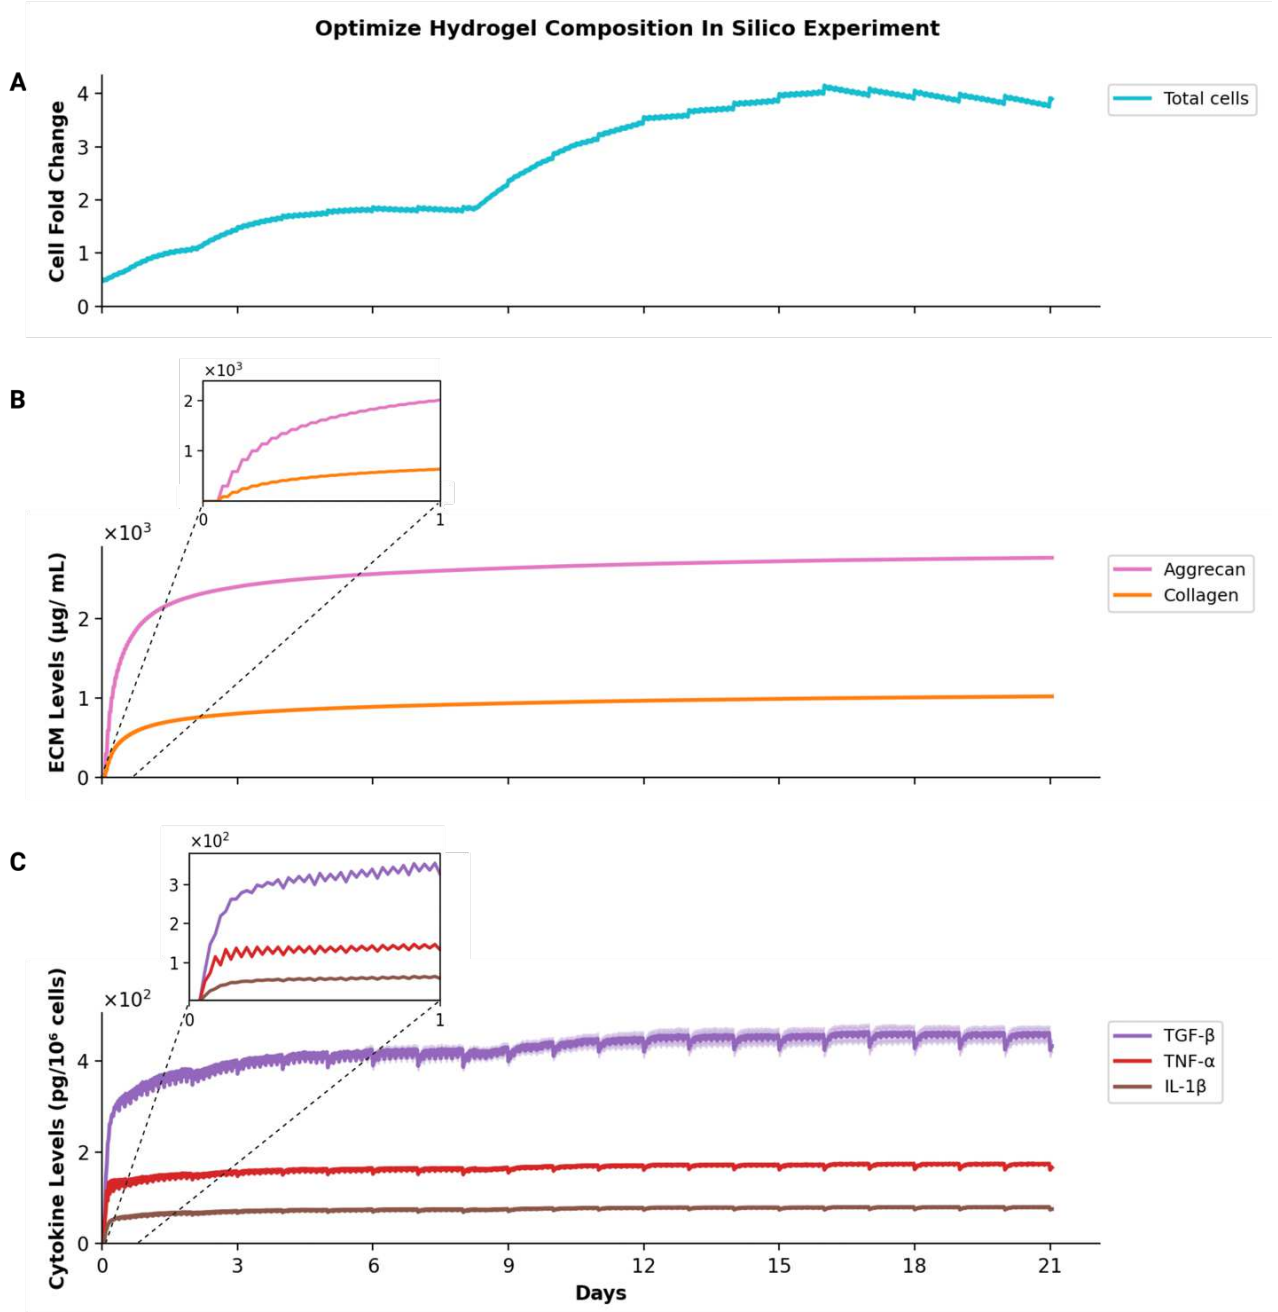 Optimize Hydrogel Composition In Silico Experiment
A
Cell Fold Change
4
3
2
1
0
Total cells
B
×10³
2
1
0
1
×10³
ECM Levels (μg/ mL)
2
1
0
Aggrecan
Collagen
C
×10²
3
2
1
0
1
×10²
Cytokine Levels (pg/10⁶ cells)
4
2
0
TGF-β
TNF-α
IL-1β
0 3 6 9 12 15 18 21
Days